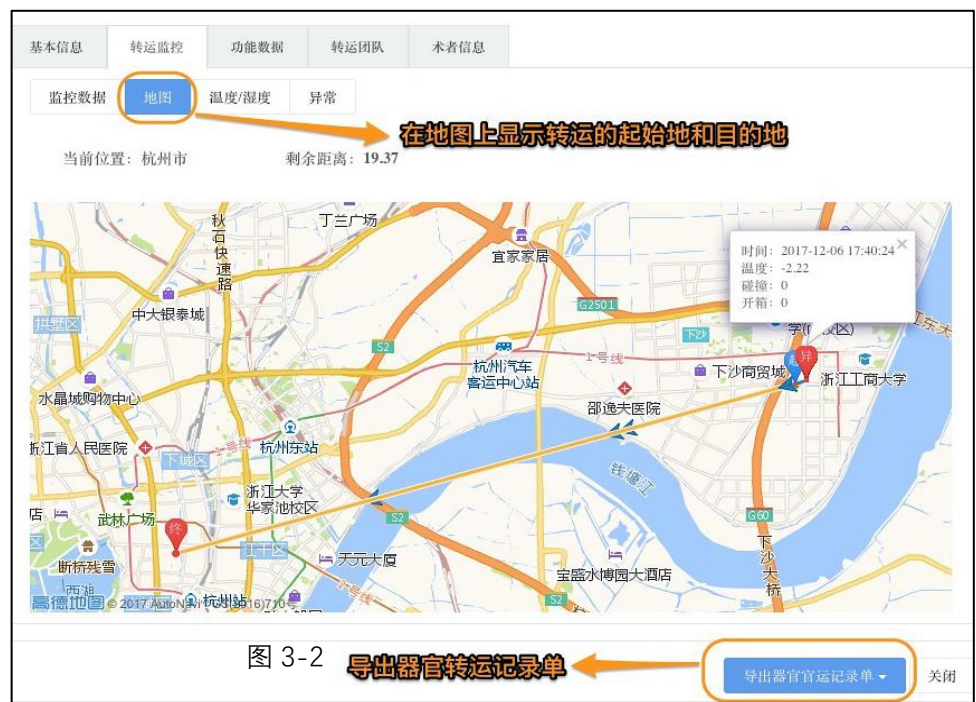 基本信息 转运监控 功能数据 转运团队 术者信息
监控数据 地图 温度/湿度 异常
在地图上显示转运的起始地和目的地
当前位置：杭州市 剩余距离：19.37
秋石快速路
丁兰广场
宜家家居
时间：2017-12-06 17:40:24
温度：-2.22
碰撞：0
开箱：0
G2501
中大银泰城
拱墅区
S2
下沙
杭州汽车
客运中心站
1号线
下沙商贸城
异
浙江工商大学
水晶城购物中心
邵逸夫医院
浙江省人民医院
1号线
杭州东站
下城区
钱塘江
浙江大学
华家池校区
店
武林广场
终
S2
G60
下沙大桥
江干区
天元大厦
断桥残雪
宝盛水博园大酒店
西湖
2号线
高德地图 © 2017 AutoNavi
杭州站
S2
图 3-2
导出器官转运记录单
导出器官官运记录单
关闭